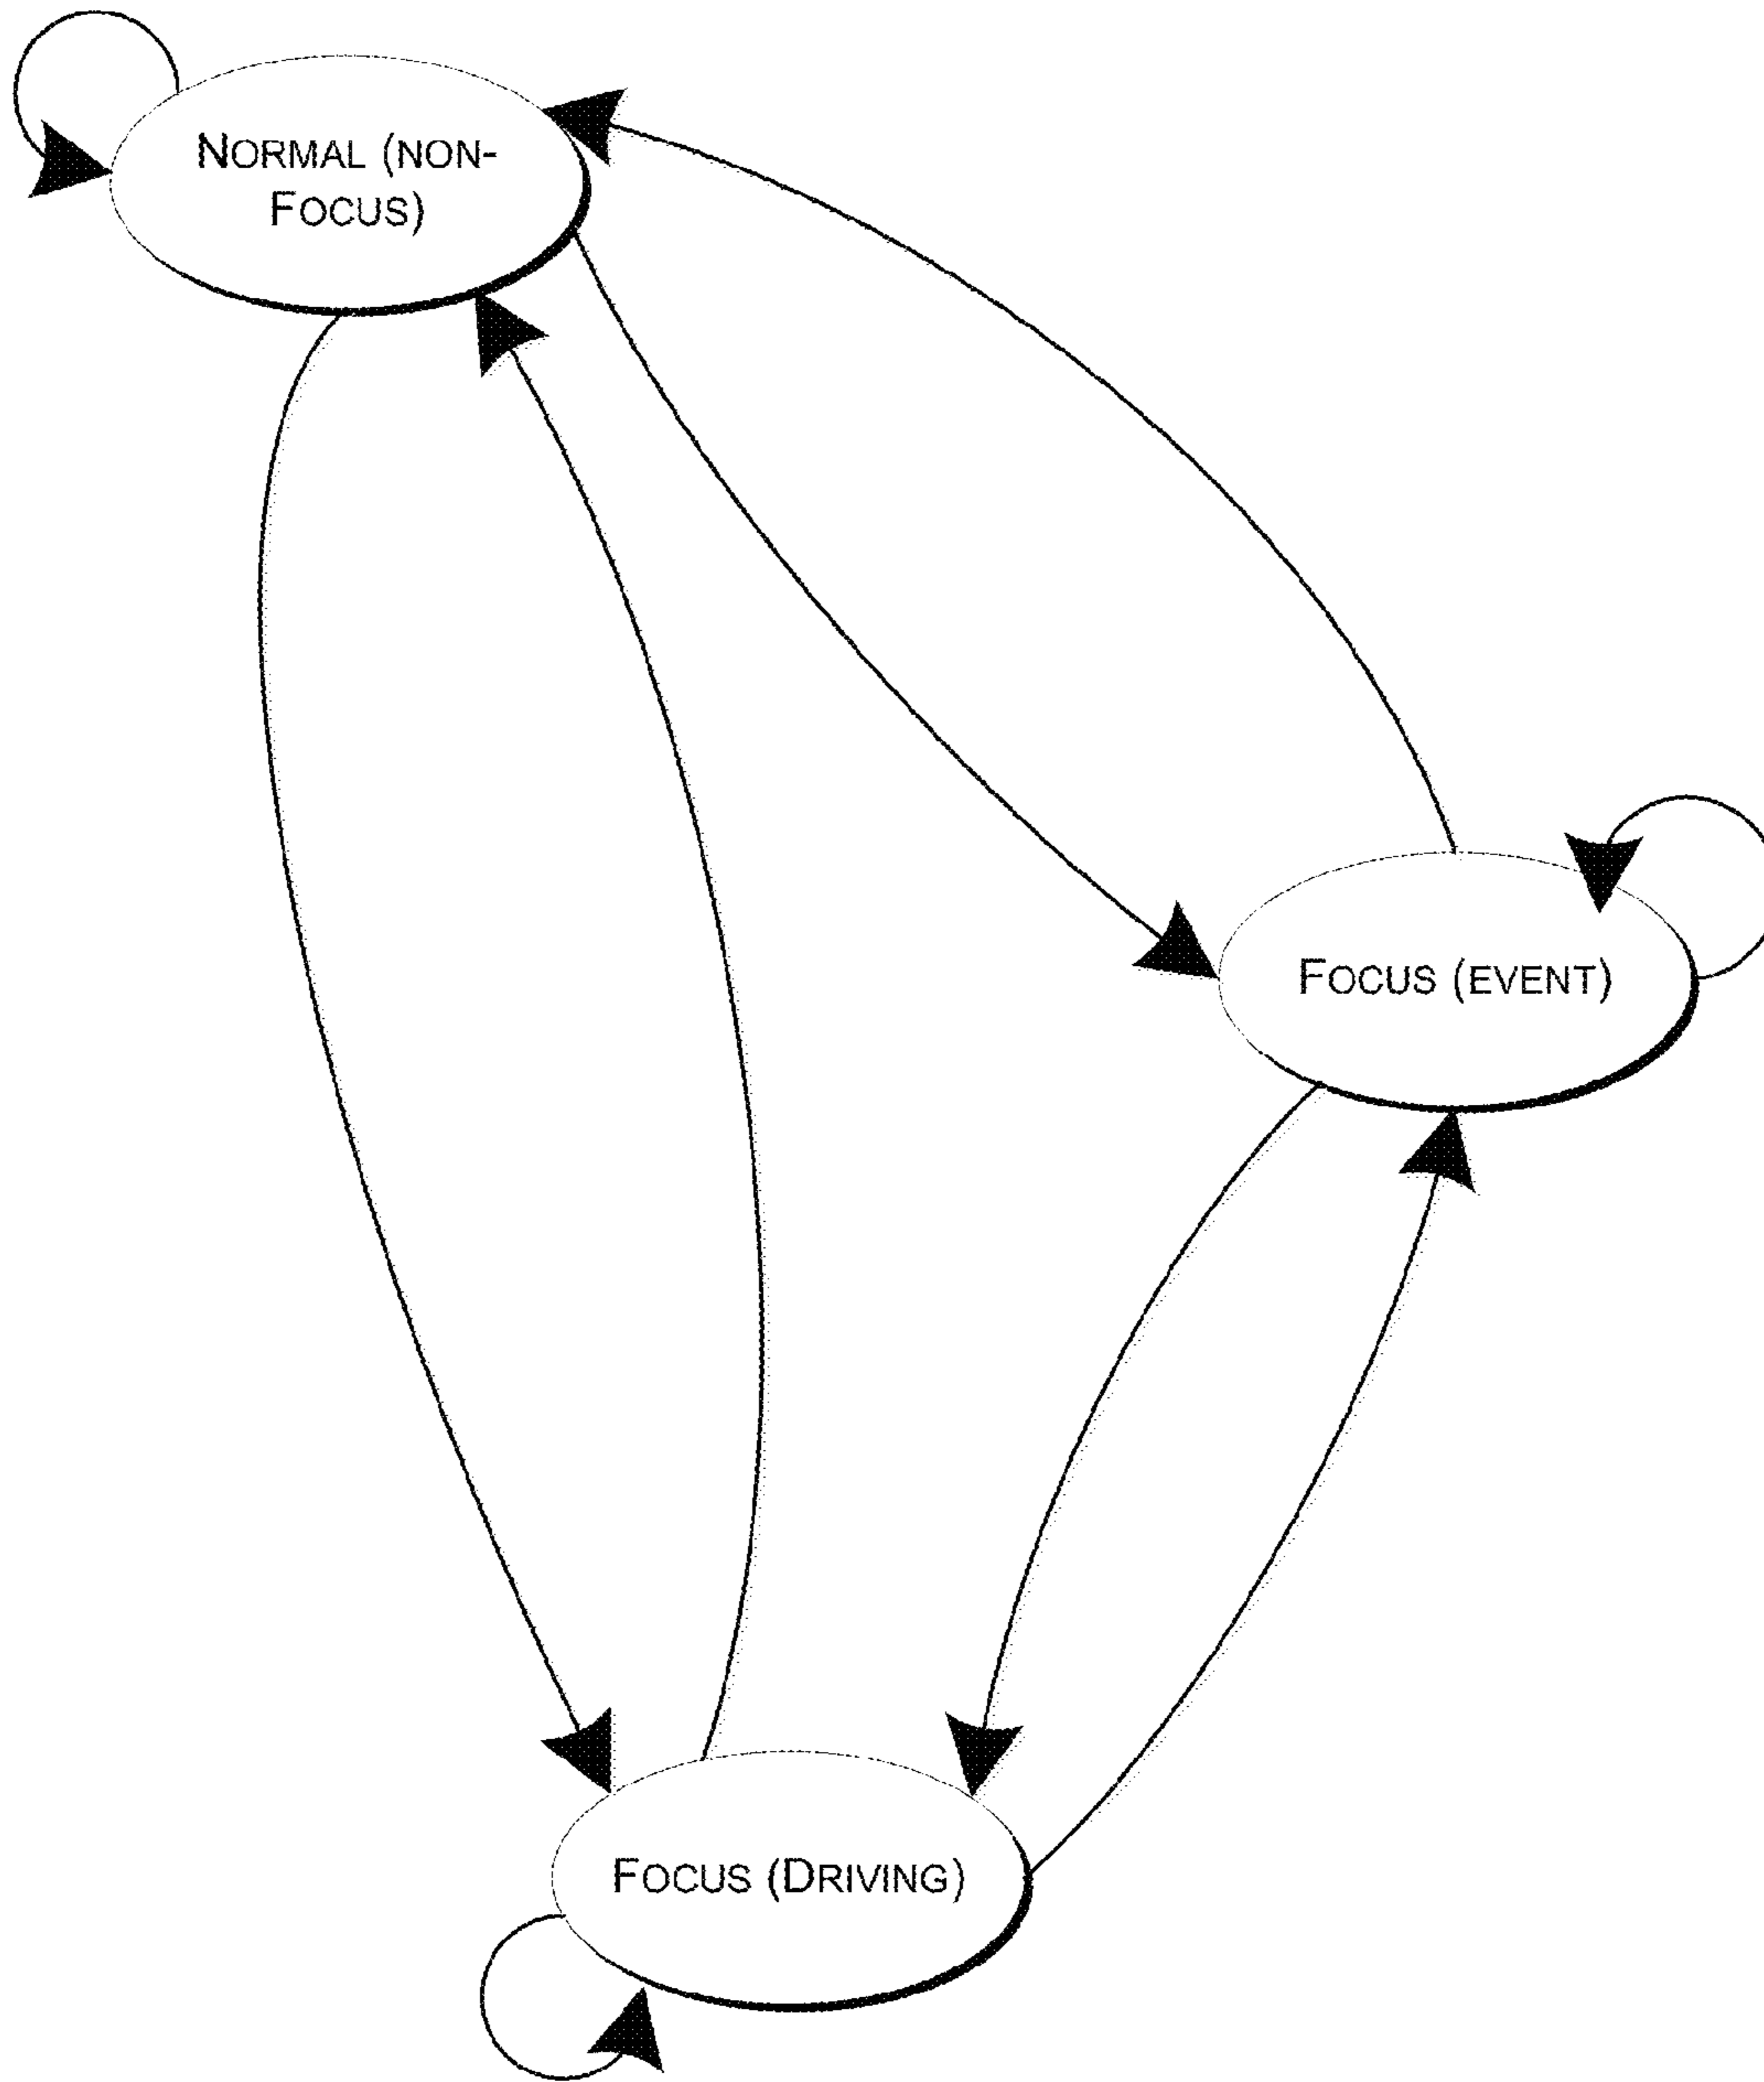 NORMAL (NON-
FOCUS)
FOCUS (EVENT)
FOCUS (DRIVING)